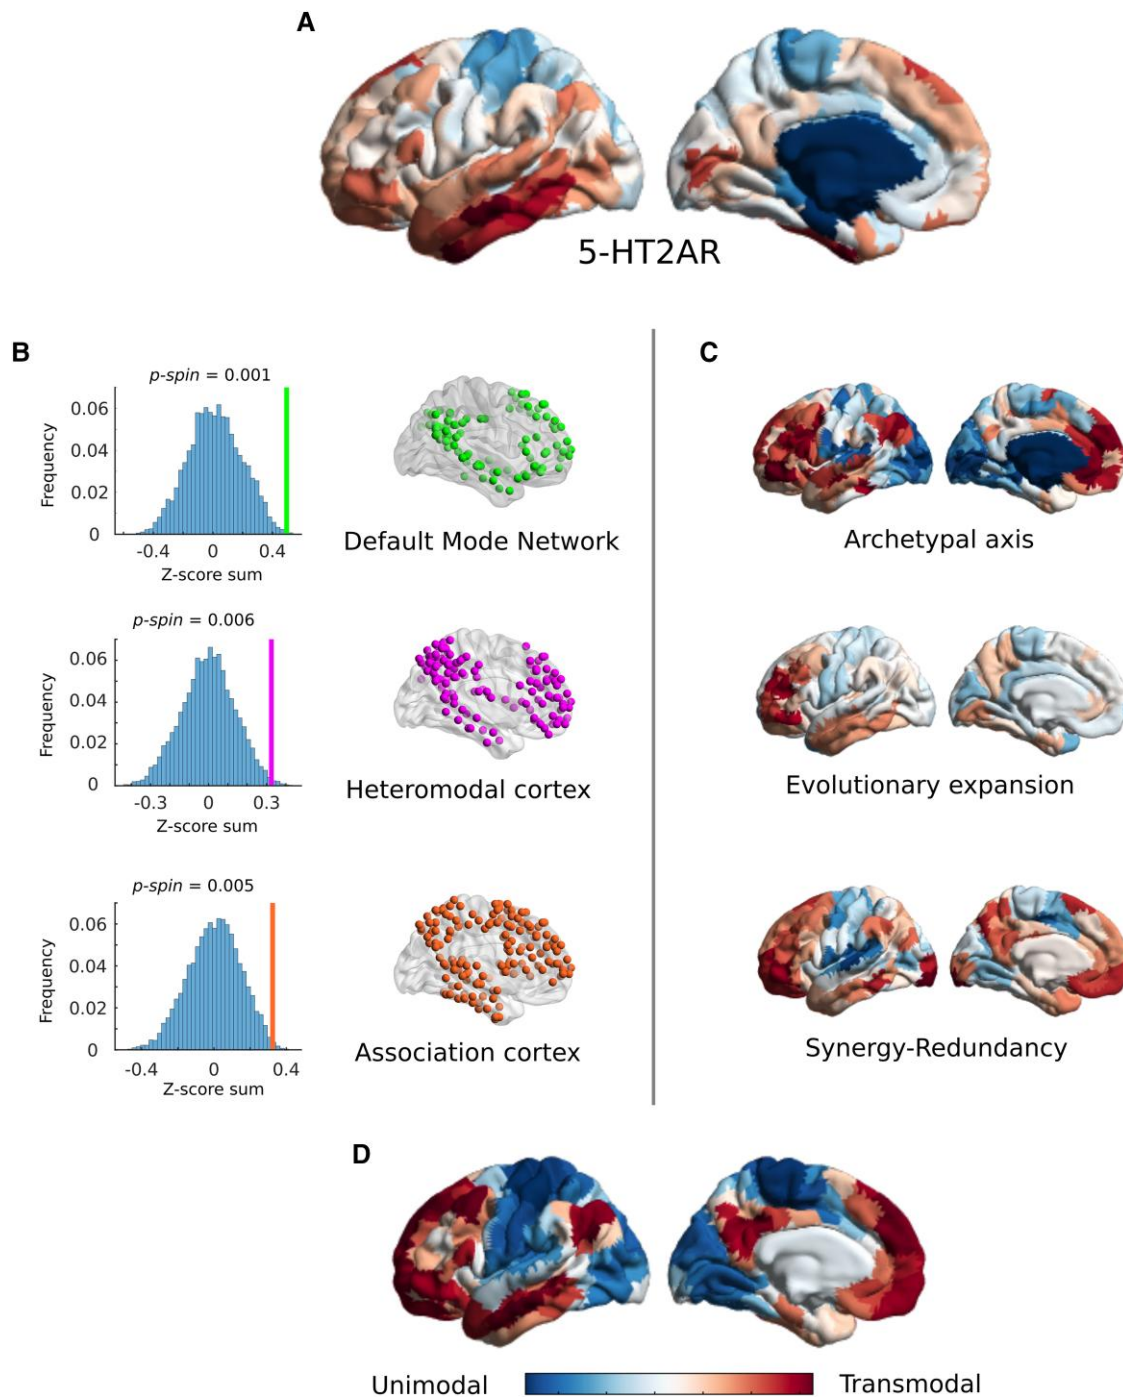 A
5-HT2AR
B
p-spin = 0.001
0.06
0.04
0.02
0
Frequency
-0.4 0 0.4
Z-score sum
Default Mode Network
p-spin = 0.006
0.06
0.04
0.02
0
Frequency
-0.3 0 0.3
Z-score sum
Heteromodal cortex
p-spin = 0.005
0.06
0.04
0.02
0
Frequency
-0.4 0 0.4
Z-score sum
Association cortex
C
Archetypal axis
Evolutionary expansion
Synergy-Redundancy
D
Unimodal Transmodal